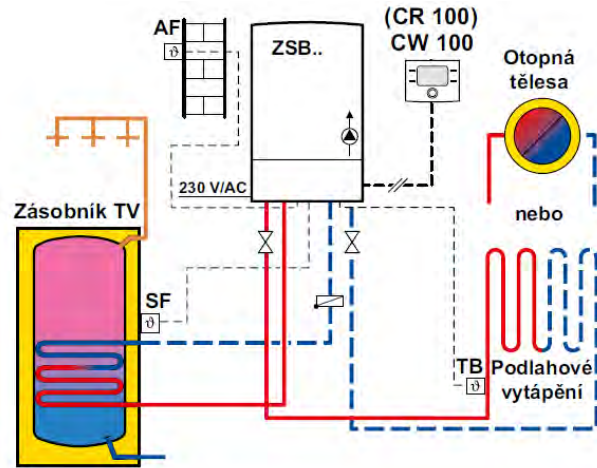 AF
ϑ
ZSB..
(CR 100)
CW 100
Otopná
tělesa
230 V/AC
nebo
Zásobník TV
SF
ϑ
TB
ϑ
Podlahové
vytápění